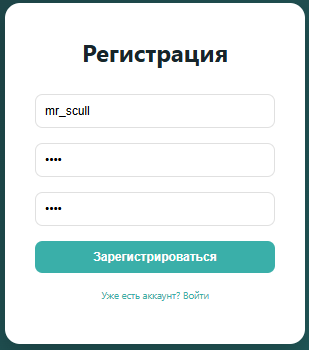 Регистрация
mr_scull
••••
••••
Зарегистрироваться
Уже есть аккаунт? Войти